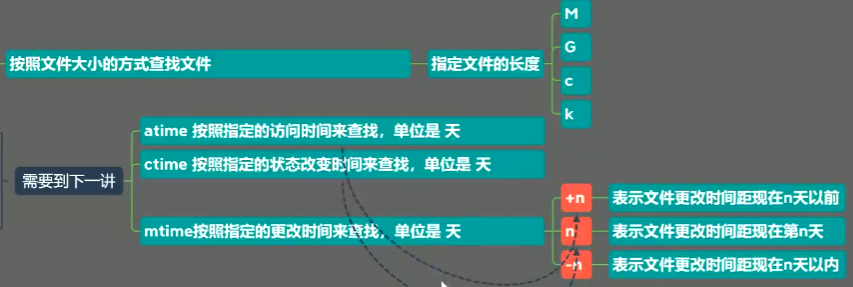 按照文件大小的方式查找文件
指定文件的长度
M
G
c
k
需要到下一讲
atime 按照指定的访问时间来查找，单位是 天
ctime 按照指定的状态改变时间来查找，单位是 天
mtime按照指定的更改时间来查找，单位是 天
+n
表示文件更改时间距现在n天以前
n
表示文件更改时间距现在第n天
-n
表示文件更改时间距现在n天以内